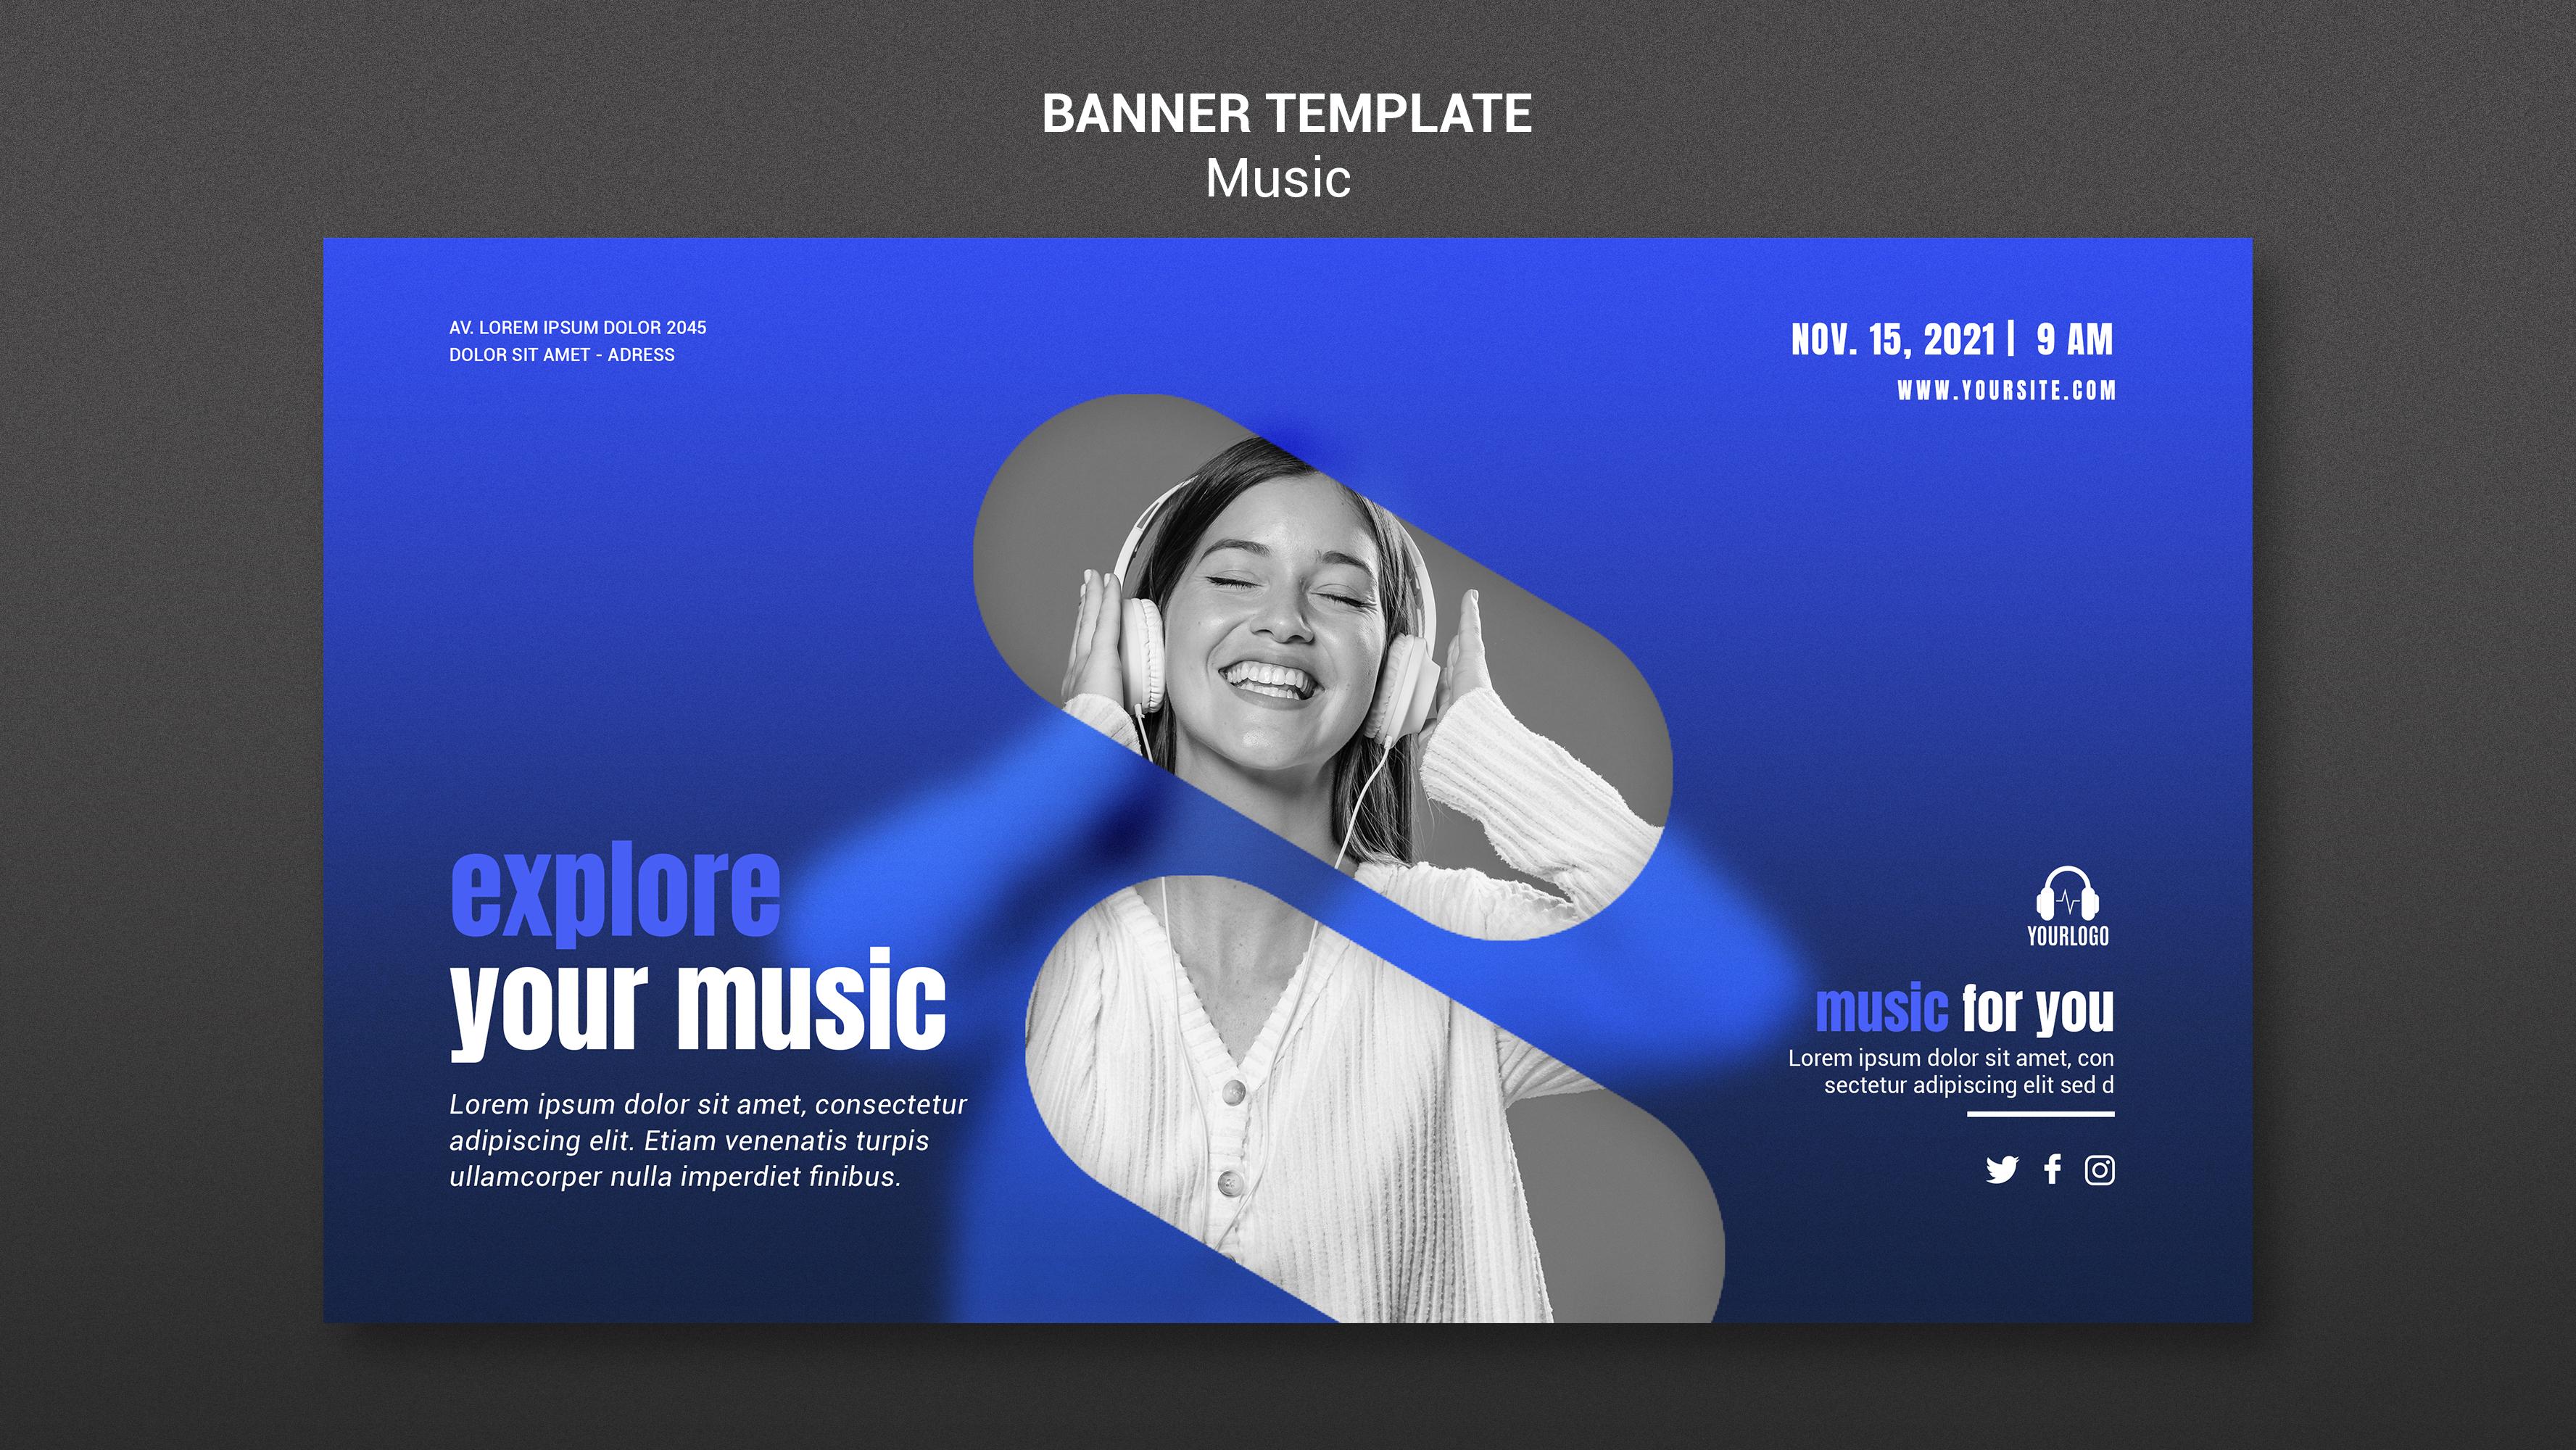 BANNER TEMPLATE
Music
AV. LOREM IPSUM DOLOR 2045
DOLOR SIT AMET - ADRESS
NOV. 15, 2021 | 9 AM
WWW.YOURSITE.COM
explore
your music
Lorem ipsum dolor sit amet, consectetur
adipiscing elit. Etiam venenatis turpis
ullamcorper nulla imperdiet finibus.
YOURLOGO
music for you
Lorem ipsum dolor sit amet, con
sectetur adipiscing elit sed d